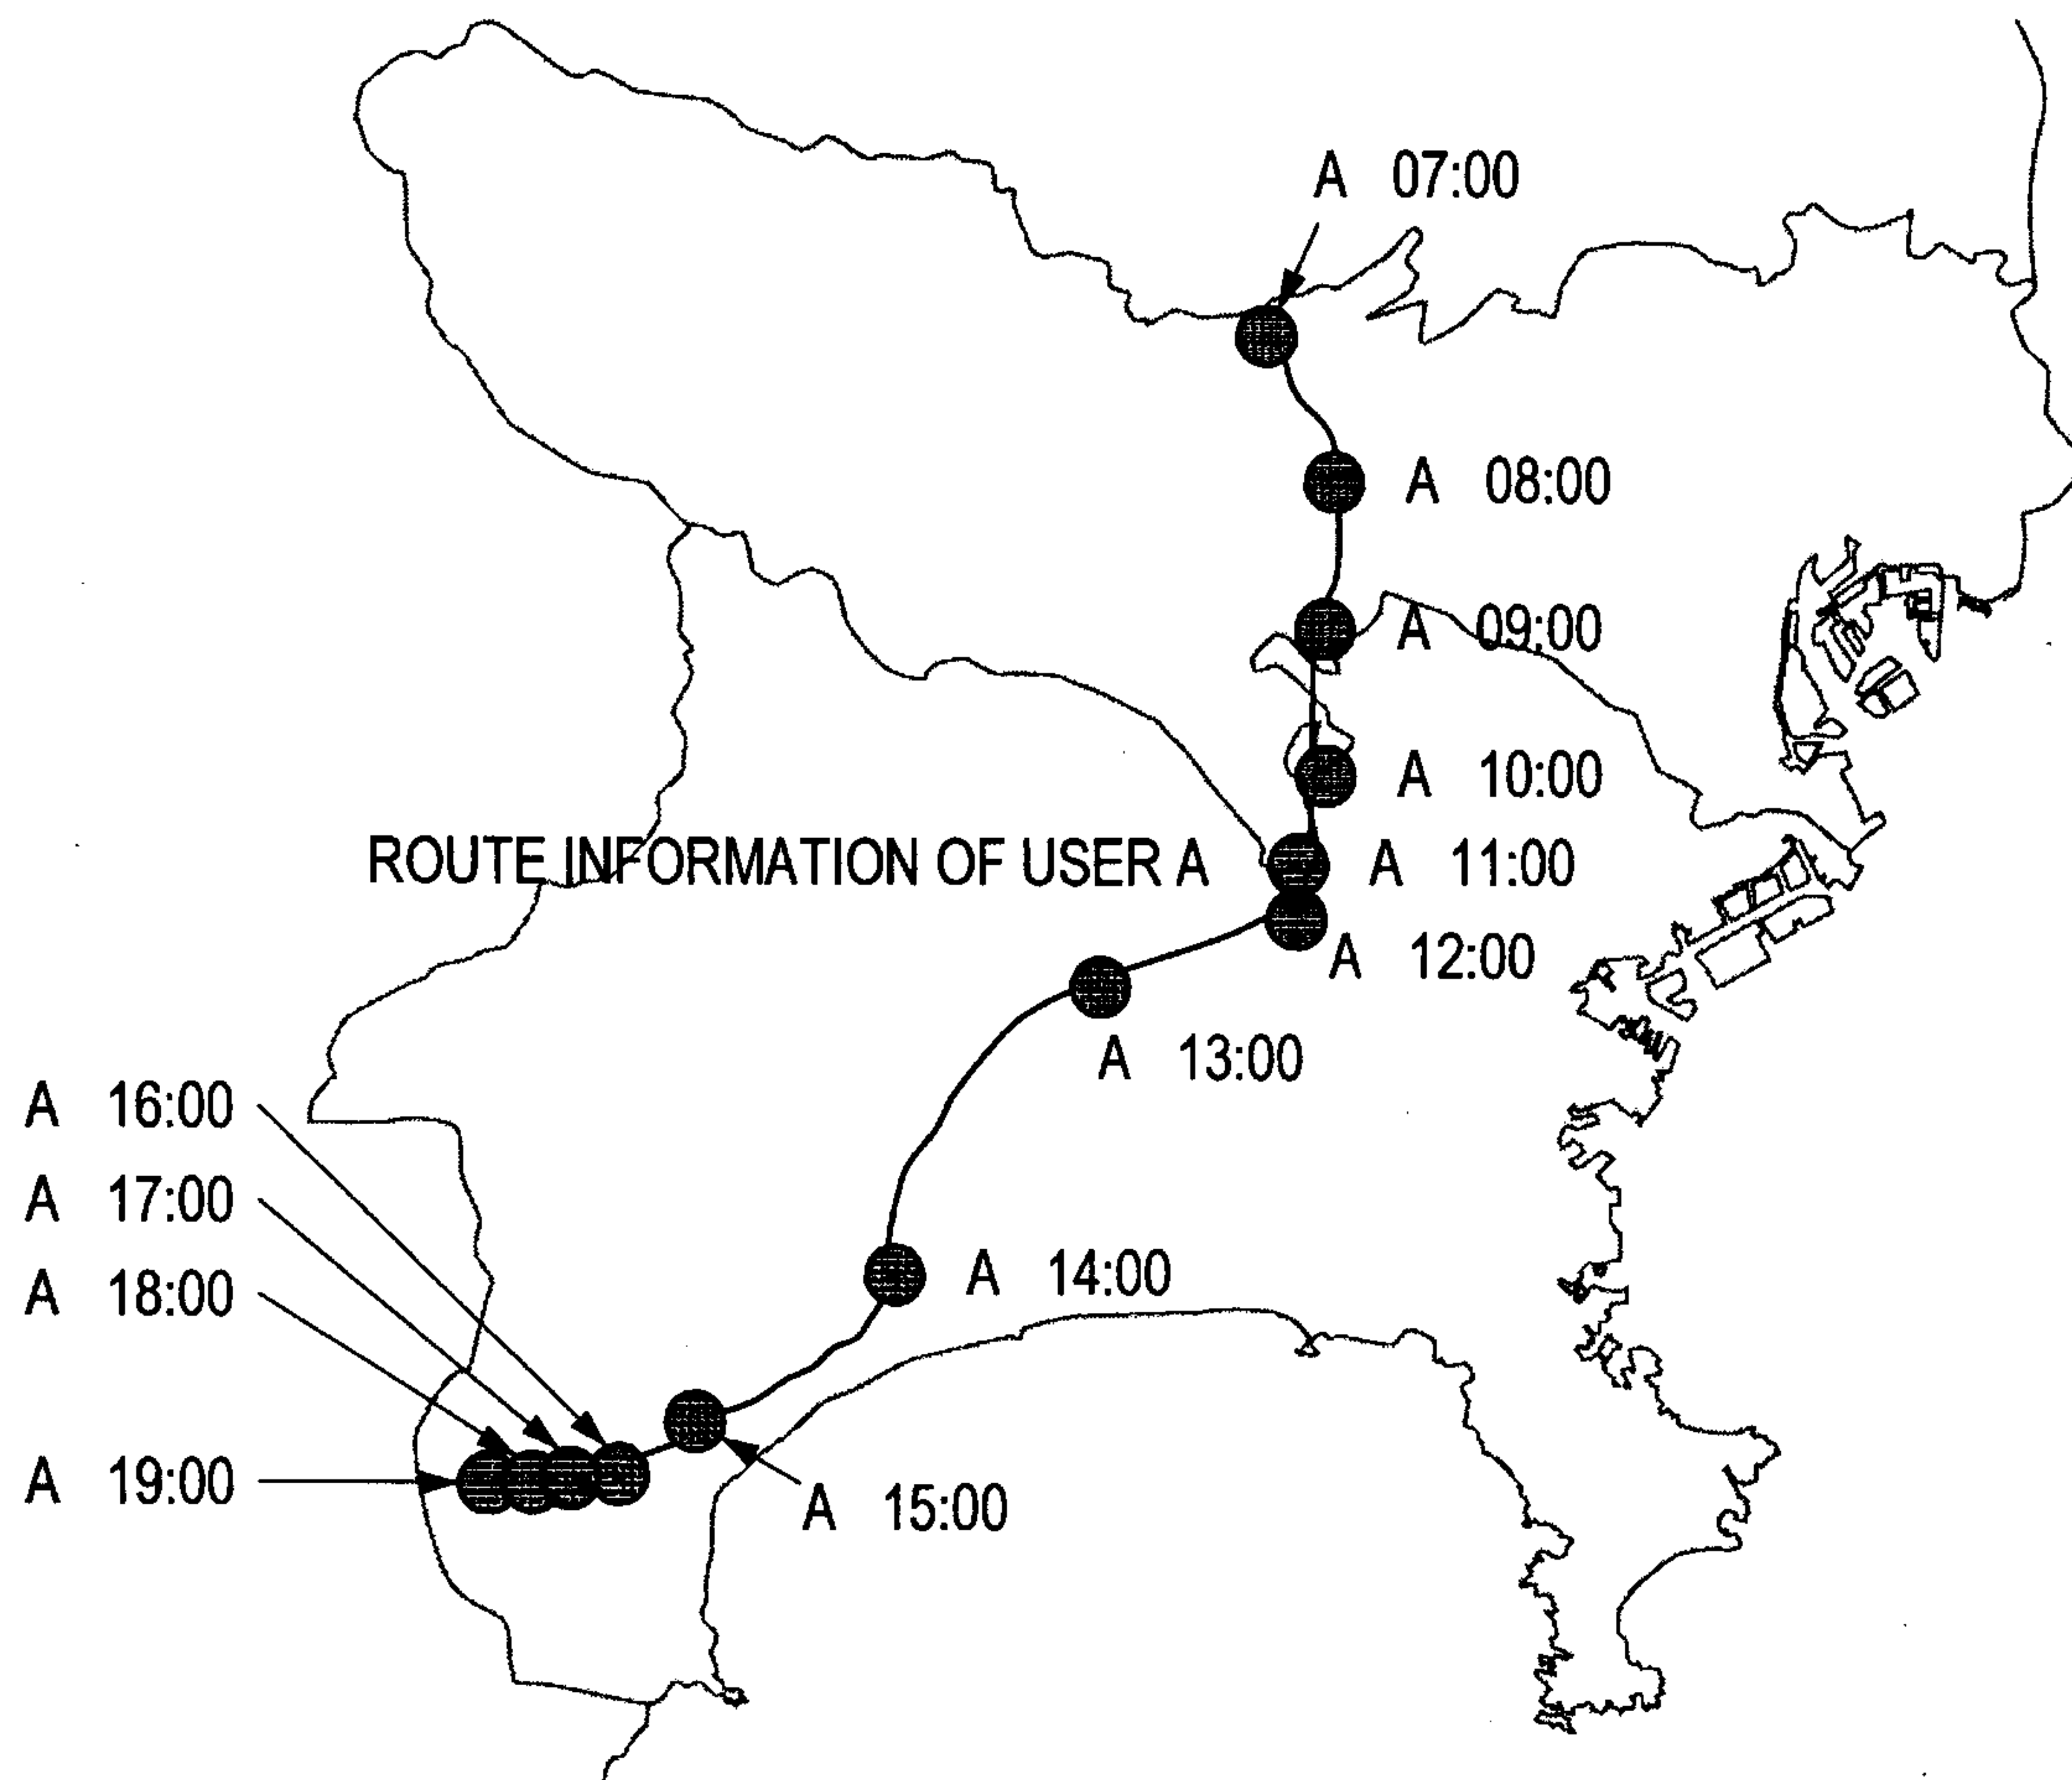 A 07:00
A 08:00
A 09:00
A 10:00
ROUTE INFORMATION OF USER A
A 11:00
A 12:00
A 13:00
A 16:00
A 17:00
A 14:00
A 18:00
A 19:00
A 15:00